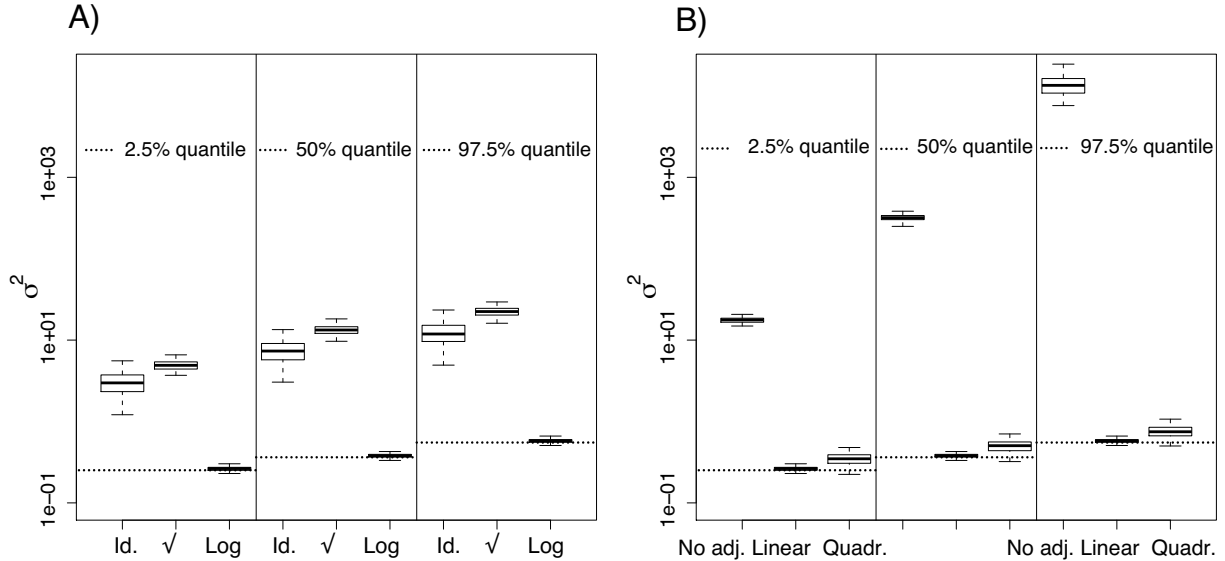 A)
2.5% quantile
50% quantile
97.5% quantile
1e+03
1e+01
1e−01
σ²
Id. √ Log Id. √ Log Id. √ Log
B)
2.5% quantile
50% quantile
97.5% quantile
1e+03
1e+01
1e−01
σ²
No adj. Linear Quadr. No adj. Linear Quadr.